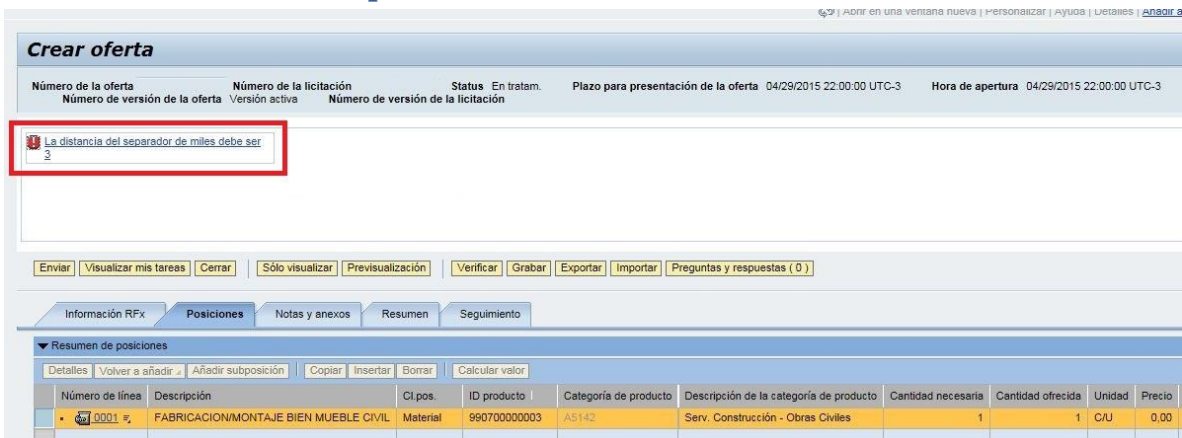 Abrir en una ventana nueva | Personalizar | Ayuda | Detalles | Añadir a
Crear oferta
Número de la oferta Número de la licitación Status En tratam. Plazo para presentación de la oferta 04/29/2015 22:00:00 UTC-3 Hora de apertura 04/29/2015 22:00:00 UTC-3
Número de versión de la oferta Versión activa Número de versión de la licitación
La distancia del separador de miles debe ser
3
Enviar Visualizar mis tareas Cerrar Sólo visualizar Previsualización Verificar Grabar Exportar Importar Preguntas y respuestas ( 0 )
Información RFx Posiciones Notas y anexos Resumen Seguimiento
Resumen de posiciones
Detalles Volver a añadir Añadir subposición Copiar Insertar Borrar Calcular valor
Número de línea Descripción Cl.pos. ID producto Categoría de producto Descripción de la categoría de producto Cantidad necesaria Cantidad ofrecida Unidad Precio
0001 FABRICACION/MONTAJE BIEN MUEBLE CIVIL Material 990700000003 A5142 Serv. Construcción - Obras Civiles 1 1 C/U 0,00